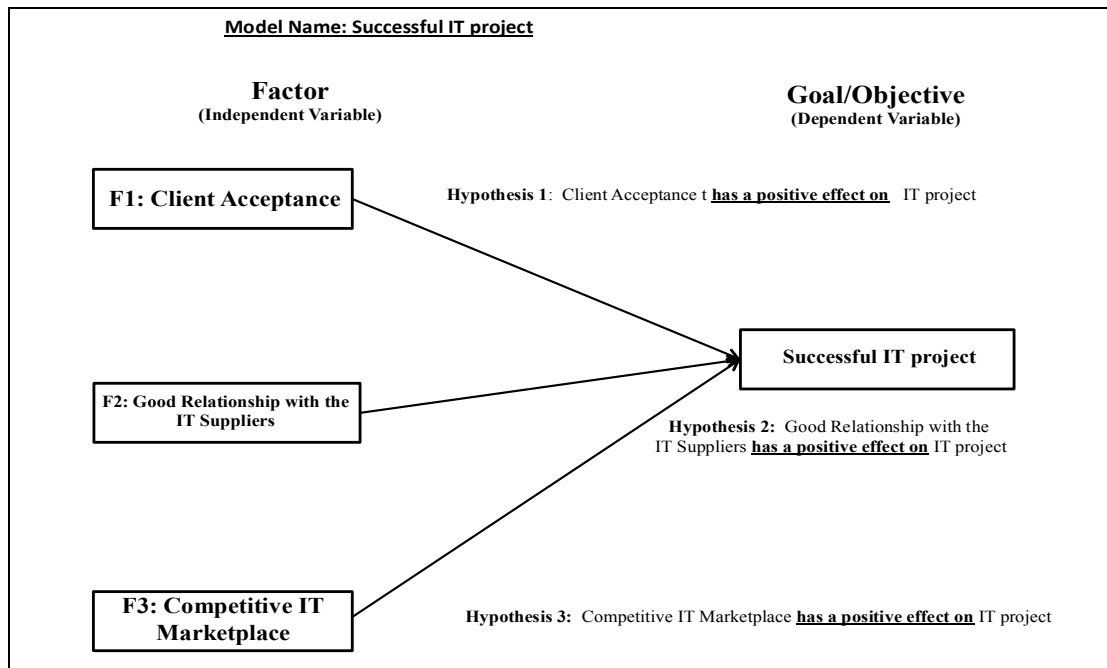 Model Name: Successful IT project
Factor
(Independent Variable)
Goal/Objective
(Dependent Variable)
F1: Client Acceptance
Hypothesis 1: Client Acceptance t has a positive effect on IT project
Successful IT project
F2: Good Relationship with the
IT Suppliers
Hypothesis 2: Good Relationship with the
IT Suppliers has a positive effect on IT project
F3: Competitive IT
Marketplace
Hypothesis 3: Competitive IT Marketplace has a positive effect on IT project